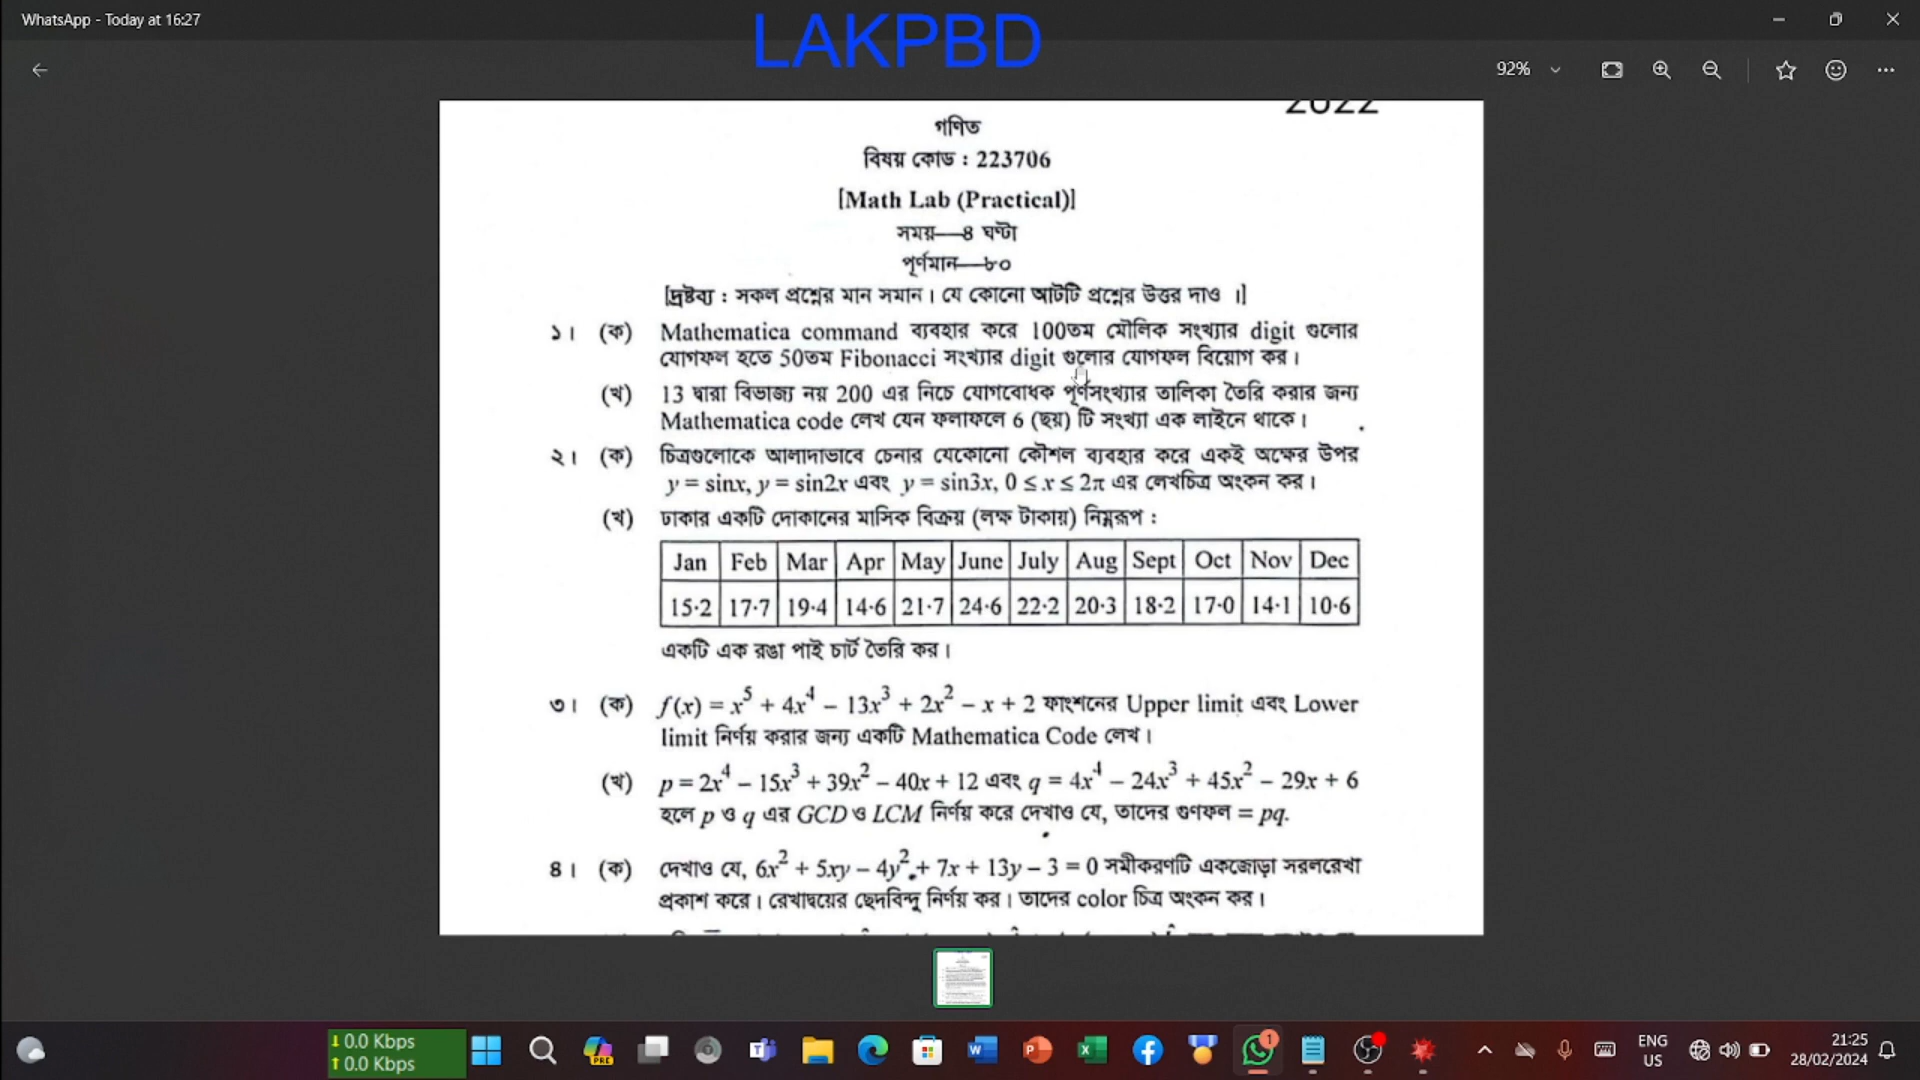 WhatsApp - Today at 16:27
LAKPBD
92%
2022
গণিত
বিষয় কোড : 223706
[Math Lab (Practical)]
সময়—৪ ঘণ্টা
পূর্ণমান—৮০
[দ্রষ্টব্য : সকল প্রশ্নের মান সমান। যে কোনো আটটি প্রশ্নের উত্তর দাও ।]
১। (ক) Mathematica command ব্যবহার করে 100তম মৌলিক সংখ্যার digit গুলোর
যোগফল হতে 50তম Fibonacci সংখ্যার digit গুলোর যোগফল বিয়োগ কর।
(খ) 13 দ্বারা বিভাজ্য নয় 200 এর নিচে যোগবোধক পূর্ণসংখ্যার তালিকা তৈরি করার জন্য
Mathematica code লেখ যেন ফলাফলে 6 (ছয়) টি সংখ্যা এক লাইনে থাকে।
২। (ক) চিত্রগুলোকে আলাদাভাবে চেনার যেকোনো কৌশল ব্যবহার করে একই অক্ষের উপর
y = sinx, y = sin2x এবং y = sin3x, 0 ≤ x ≤ 2π এর লেখচিত্র অংকন কর।
(খ) ঢাকার একটি দোকানের মাসিক বিক্রয় (লক্ষ টাকায়) নিম্নরূপ :
Jan Feb Mar Apr May June July Aug Sept Oct Nov Dec
15·2 17·7 19·4 14·6 21·7 24·6 22·2 20·3 18·2 17·0 14·1 10·6
একটি এক রঙা পাই চার্ট তৈরি কর।
৩। (ক) f(x) = x⁵ + 4x⁴ – 13x³ + 2x² – x + 2 ফাংশনের Upper limit এবং Lower
limit নির্ণয় করার জন্য একটি Mathematica Code লেখ।
(খ) p = 2x⁴ – 15x³ + 39x² – 40x + 12 এবং q = 4x⁴ – 24x³ + 45x² – 29x + 6
হলে p ও q এর GCD ও LCM নির্ণয় করে দেখাও যে, তাদের গুণফল = pq.
৪। (ক) দেখাও যে, 6x² + 5xy – 4y² + 7x + 13y – 3 = 0 সমীকরণটি একজোড়া সরলরেখা
প্রকাশ করে। রেখাদ্বয়ের ছেদবিন্দু নির্ণয় কর। তাদের color চিত্র অংকন কর।
↓ 0.0 Kbps
↑ 0.0 Kbps
PRE
1
ENG
US
21:25
28/02/2024